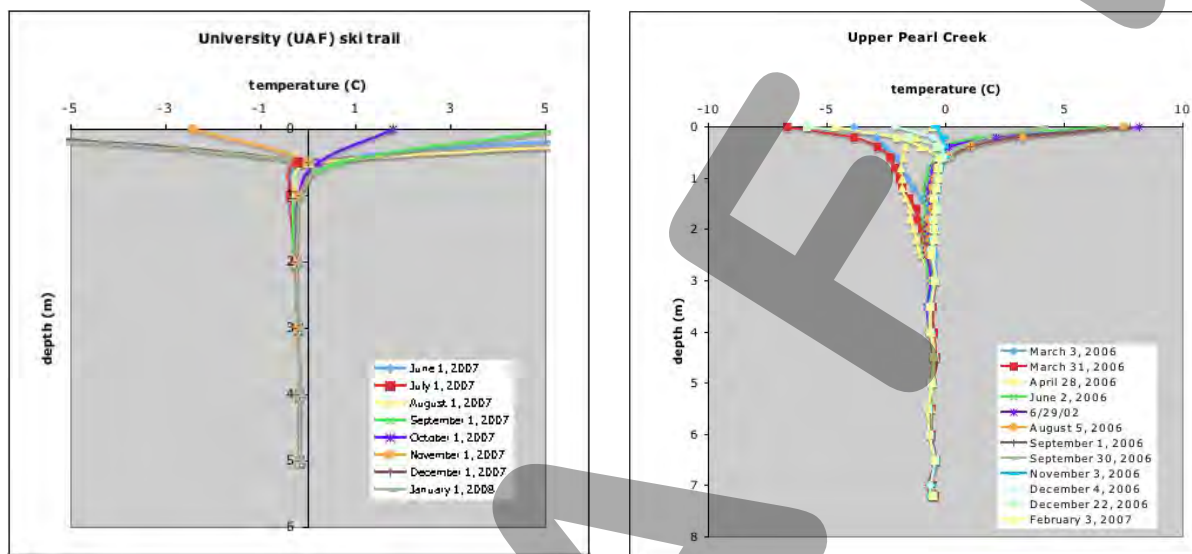 University (UAF) ski trail
temperature (C)
-5 -3 -1 1 3 5
0
1
2
3
4
5
6
depth (m)
June 1, 2007
July 1, 2007
August 1, 2007
September 1, 2007
October 1, 2007
November 1, 2007
December 1, 2007
January 1, 2008
Upper Pearl Creek
temperature (C)
-10 -5 0 5 10
0
1
2
3
4
5
6
7
8
depth (m)
March 3, 2006
March 31, 2006
April 28, 2006
June 2, 2006
6/29/02
August 5, 2006
September 1, 2006
September 30, 2006
November 3, 2006
December 4, 2006
December 22, 2006
February 3, 2007